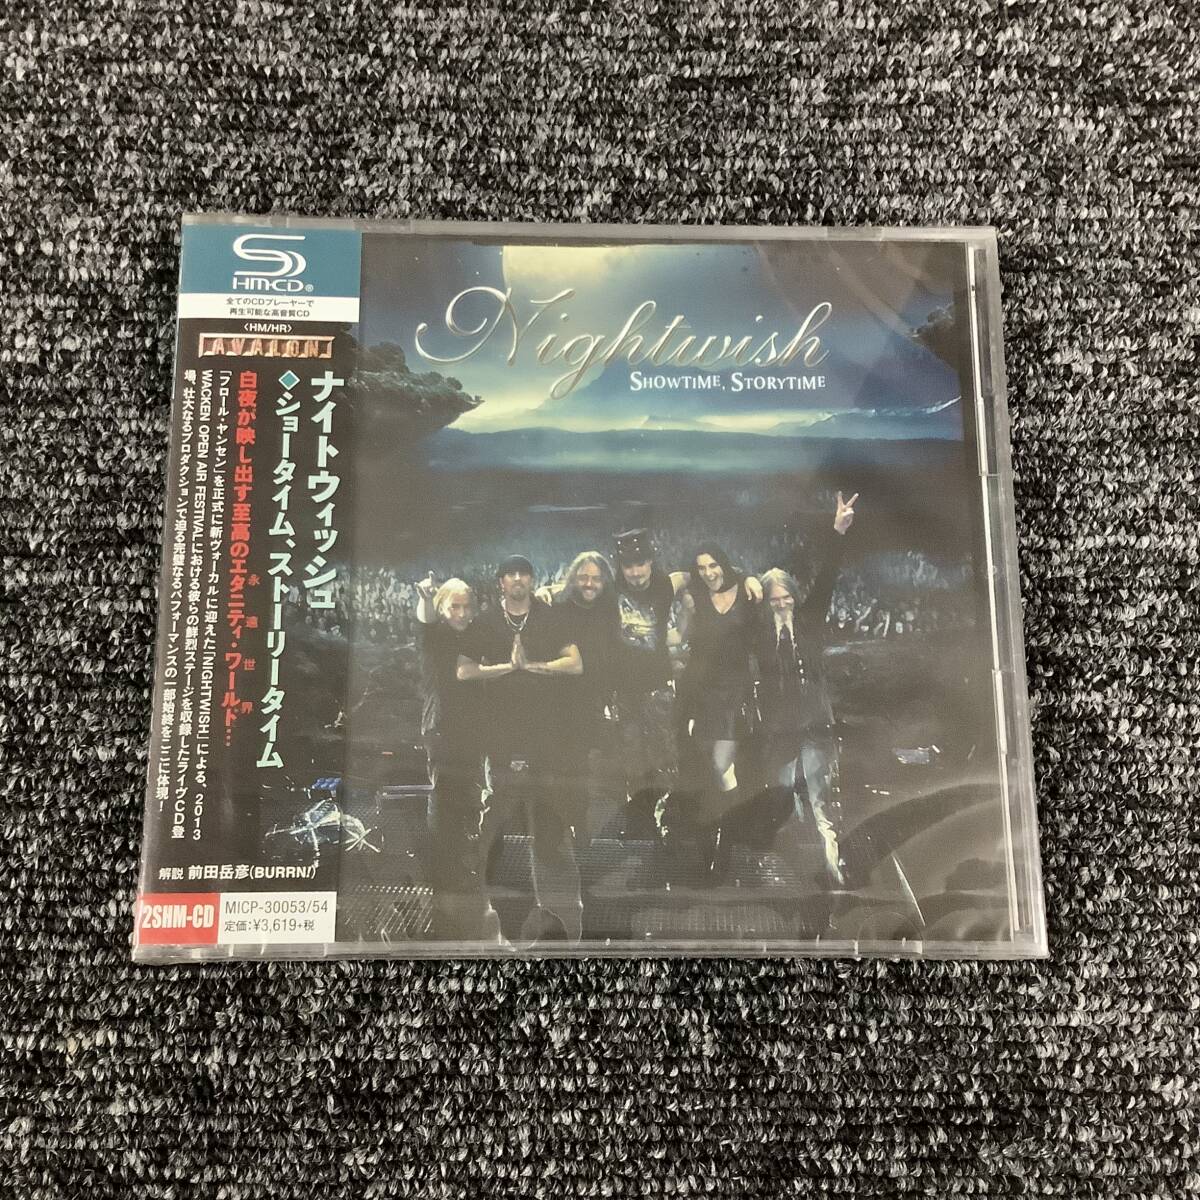 SHM-CD®
全てのCDプレーヤーで
再生可能な高音質CD
〈HM/HR〉
AVALON
ナイトウィッシュ
◆ショータイム、ストーリータイム
白夜が映し出す至高のエタニティ・ワールド…
永遠世界
「フロール・ヤンセン」を正式に新ヴォーカルに迎えた「NIGHTWISH」による、2013
WACKEN OPEN AIR FESTIVALにおける彼らの鮮烈ステージを収録したライヴCD登
場。壮大なるプロダクションで迫る完璧なるパフォーマンスの一部始終をここに体現！
解説 前田岳彦(BURRN!)
2SHM-CD
MICP-30053/54
定価:¥3,619+税
Nightwish
SHOWTIME, STORYTIME